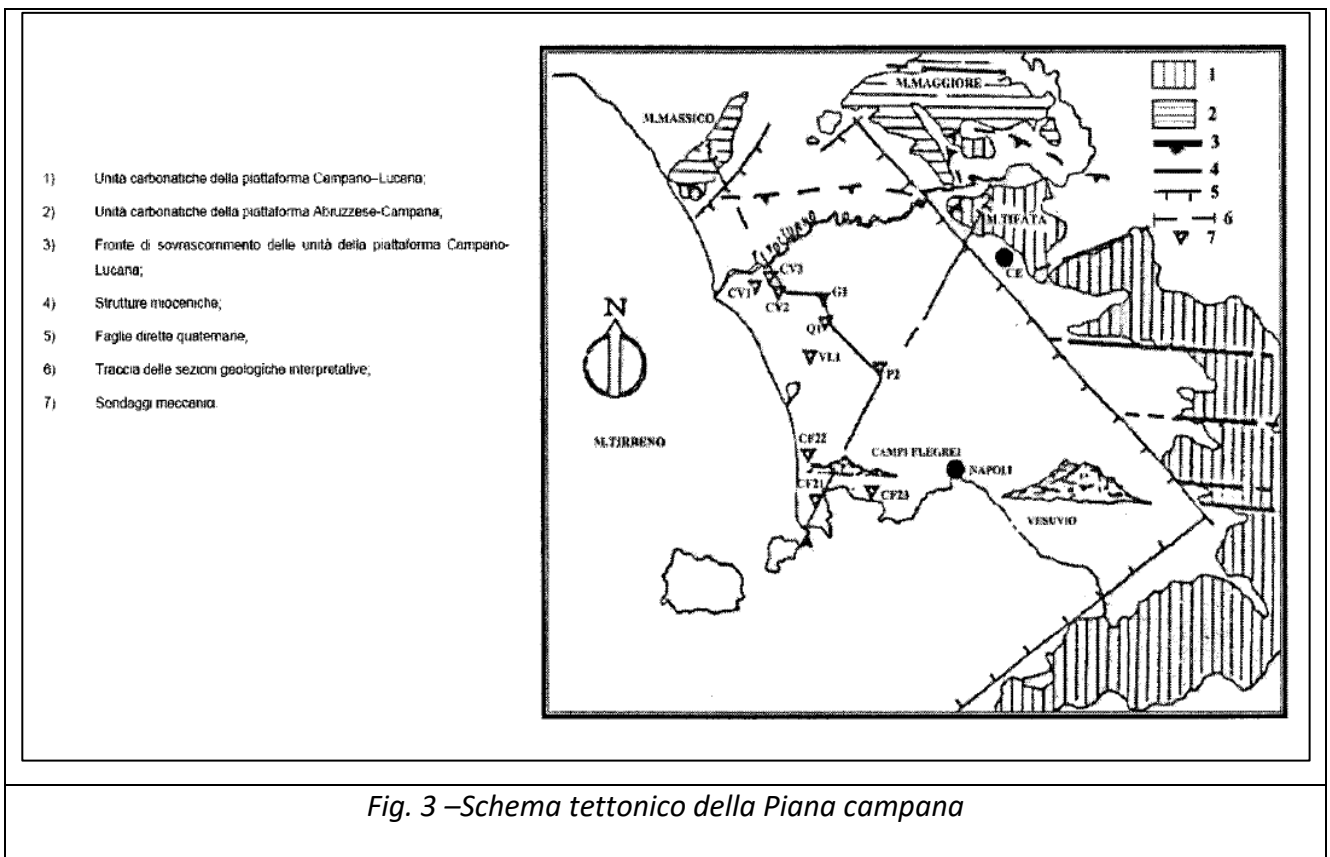 1) Unità carbonatiche della piattaforma Campano–Lucana;
2) Unità carbonatiche della piattaforma Abruzzese-Campana;
3) Fronte di sovrascorrimento delle unità della piattaforma Campano-
Lucana;
4) Strutture mioceniche;
5) Faglie dirette quaternarie;
6) Traccia delle sezioni geologiche interpretative;
7) Sondaggi meccanici.
M.MAGGIORE
1
M.MASSICO
2
3
4
5
6
7
M.TIFATA
CE
CV3
CV1
CV2
G1
N
Q1
VL1
P2
M.TIRRENO
CF22
CAMPI FLEGREI
NAPOLI
CF21
CF23
VESUVIO
Fig. 3 –Schema tettonico della Piana campana